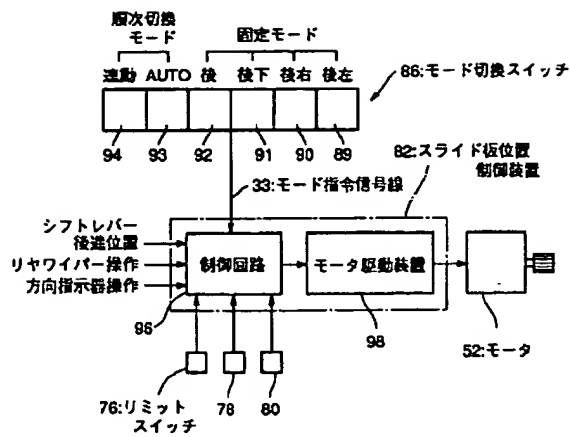 順次切換
モード
固定モード
連動 AUTO 後 後下 後右 後左
86:モード切換スイッチ
94 93 92 91 90 89
82:スライド板位置
制御装置
33:モード指令信号線
シフトレバー
後進位置
リヤワイパー操作
方向指示器操作
制御回路
モータ駆動装置
96
98
52:モータ
76:リミット
スイッチ
78
80